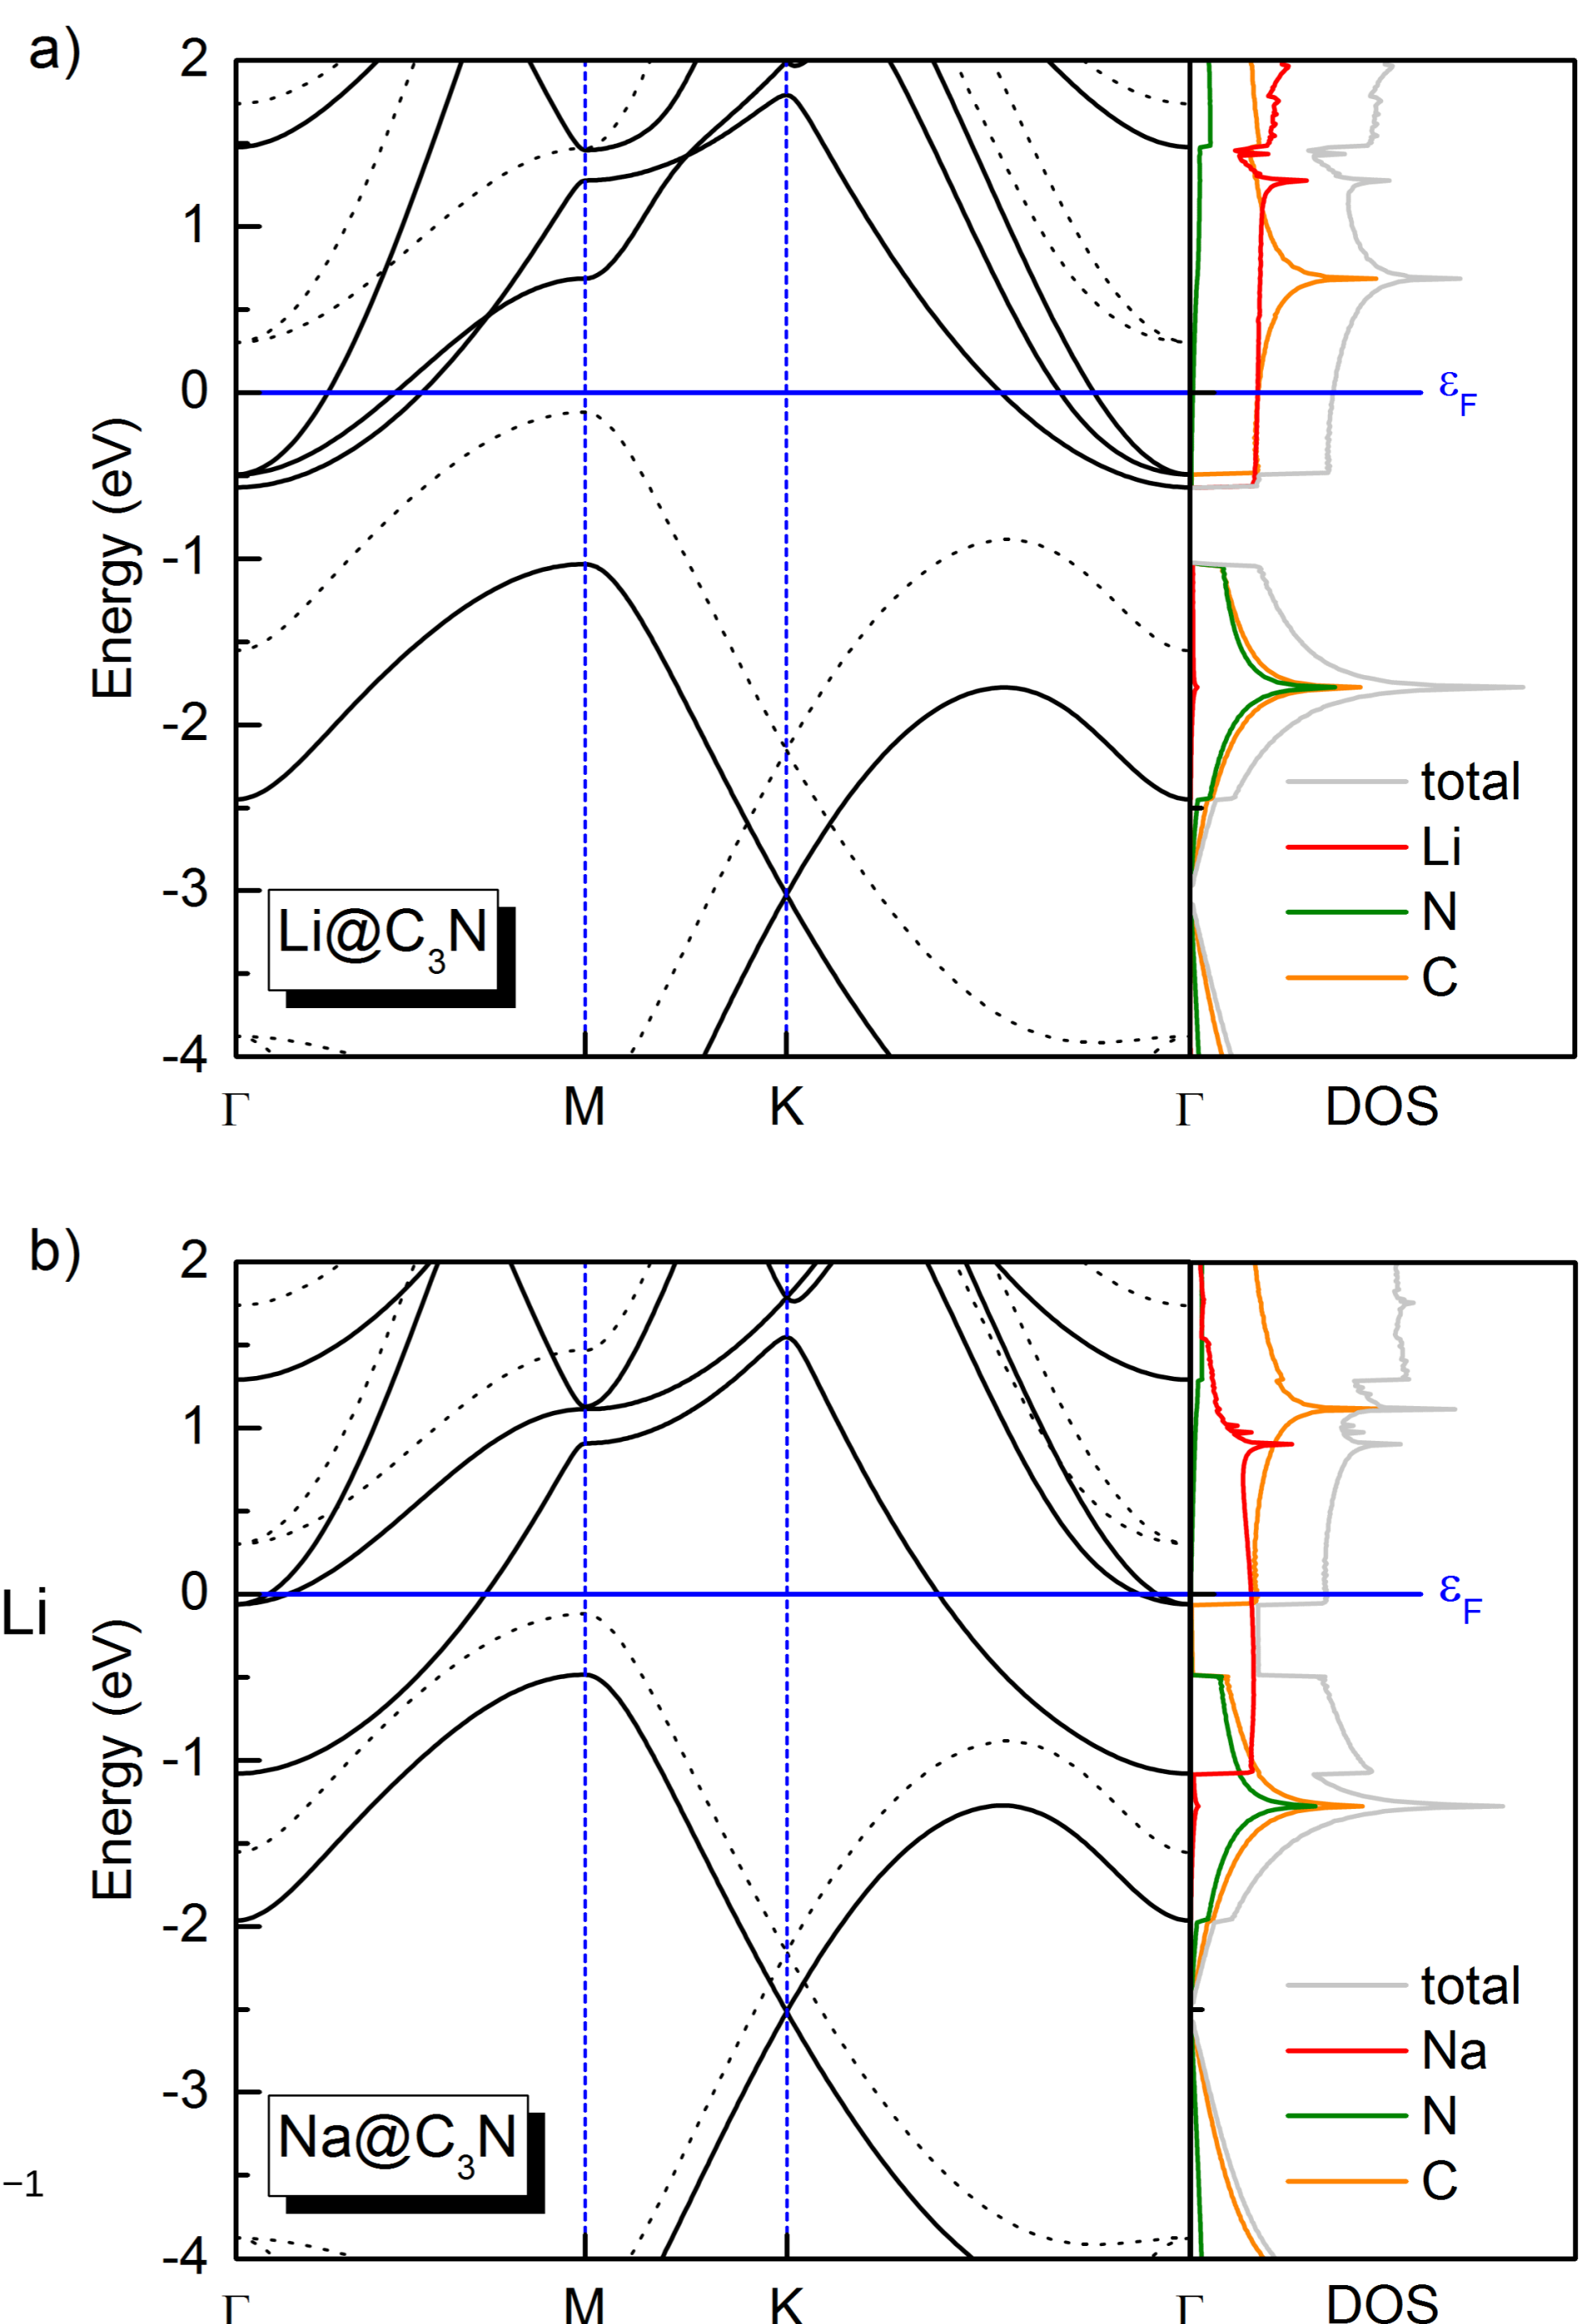 a)
2
1
0
-1
-2
-3
-4
Energy (eV)
εF
Li@C3N
total
Li
N
C
Γ M K Γ DOS
b)
2
1
0
-1
-2
-3
-4
Energy (eV)
εF
Li
−1
Na@C3N
total
Na
N
C
Γ M K Γ DOS